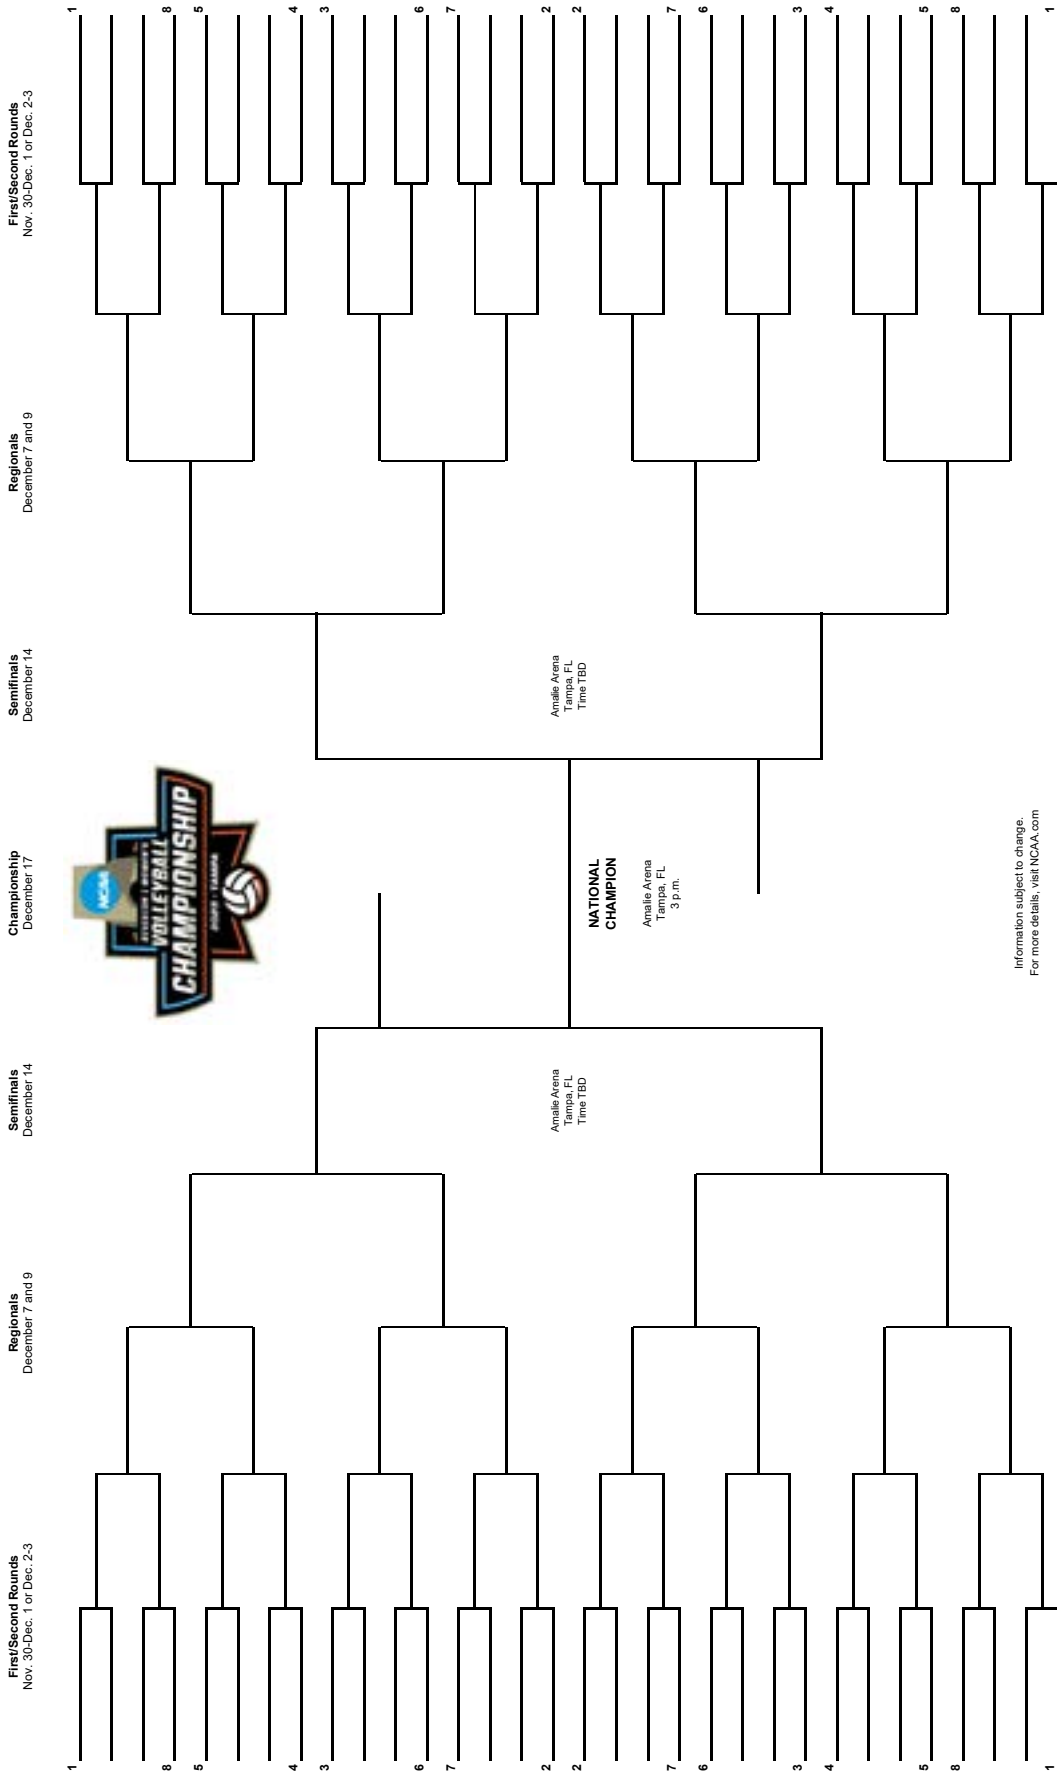 First/Second Rounds
Nov. 30-Dec. 1 or Dec. 2-3
Regionals
December 7 and 9
Semifinals
December 14
Championship
December 17
Semifinals
December 14
Regionals
December 7 and 9
First/Second Rounds
Nov. 30-Dec. 1 or Dec. 2-3
1
8
5
4
3
6
7
2
2
7
6
3
4
5
8
1
NCAA
VOLLEYBALL
CHAMPIONSHIP
Amalie Arena
Tampa, FL
Time TBD
NATIONAL
CHAMPION
Amalie Arena
Tampa, FL
3 p.m.
Amalie Arena
Tampa, FL
Time TBD
1
8
5
4
3
6
7
2
2
7
6
3
4
5
8
1
Information subject to change.
For more details, visit NCAA.com